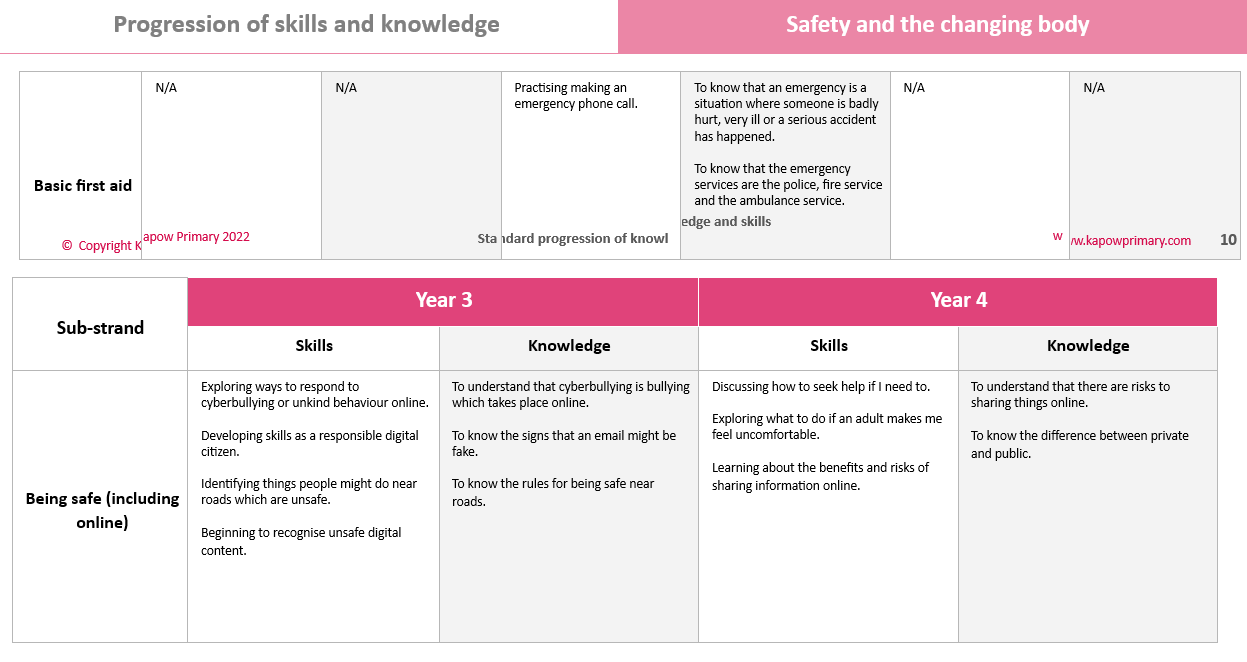 Progression of skills and knowledge
Safety and the changing body
Basic first aid
N/A
N/A
Practising making an
emergency phone call.
To know that an emergency is a
situation where someone is badly
hurt, very ill or a serious accident
has happened.
To know that the emergency
services are the police, fire service
and the ambulance service.
N/A
N/A
© Copyright K
apow Primary 2022
Standard progression of knowl
edge and skills
w
/w.kapowprimary.com
10
Sub-strand
Year 3
Year 4
Skills
Knowledge
Skills
Knowledge
Being safe (including
online)
Exploring ways to respond to
cyberbullying or unkind behaviour online.
Developing skills as a responsible digital
citizen.
Identifying things people might do near
roads which are unsafe.
Beginning to recognise unsafe digital
content.
To understand that cyberbullying is bullying
which takes place online.
To know the signs that an email might be
fake.
To know the rules for being safe near
roads.
Discussing how to seek help if I need to.
Exploring what to do if an adult makes me
feel uncomfortable.
Learning about the benefits and risks of
sharing information online.
To understand that there are risks to
sharing things online.
To know the difference between private
and public.